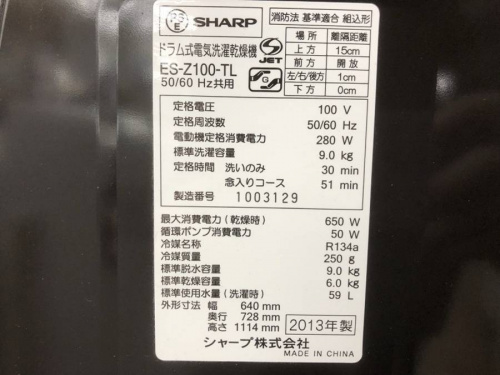 PS E SHARP
ドラム式電気洗濯乾燥機
ES-Z100-TL
50/60 Hz共用
JET
G
消防法 基準適合 組込形
場所 離隔距離
上方 15cm
前方 開放
左/右/後方 1cm
下方 0cm
定格電圧 100 V
定格周波数 50/60 Hz
電動機定格消費電力 280 W
標準洗濯容量 9.0 kg
定格時間 洗いのみ 30 min
念入りコース 51 min
製造番号 1003129
最大消費電力(乾燥時) 650 W
循環ポンプ消費電力 50 W
冷媒名称 R134a
冷媒質量 250 g
標準脱水容量 9.0 kg
標準乾燥容量 6.0 kg
標準使用水量(洗濯時) 59 L
外形寸法 幅 640 mm
奥行 728 mm
高さ 1114 mm
2013年製
シャープ株式会社
MADE IN CHINA